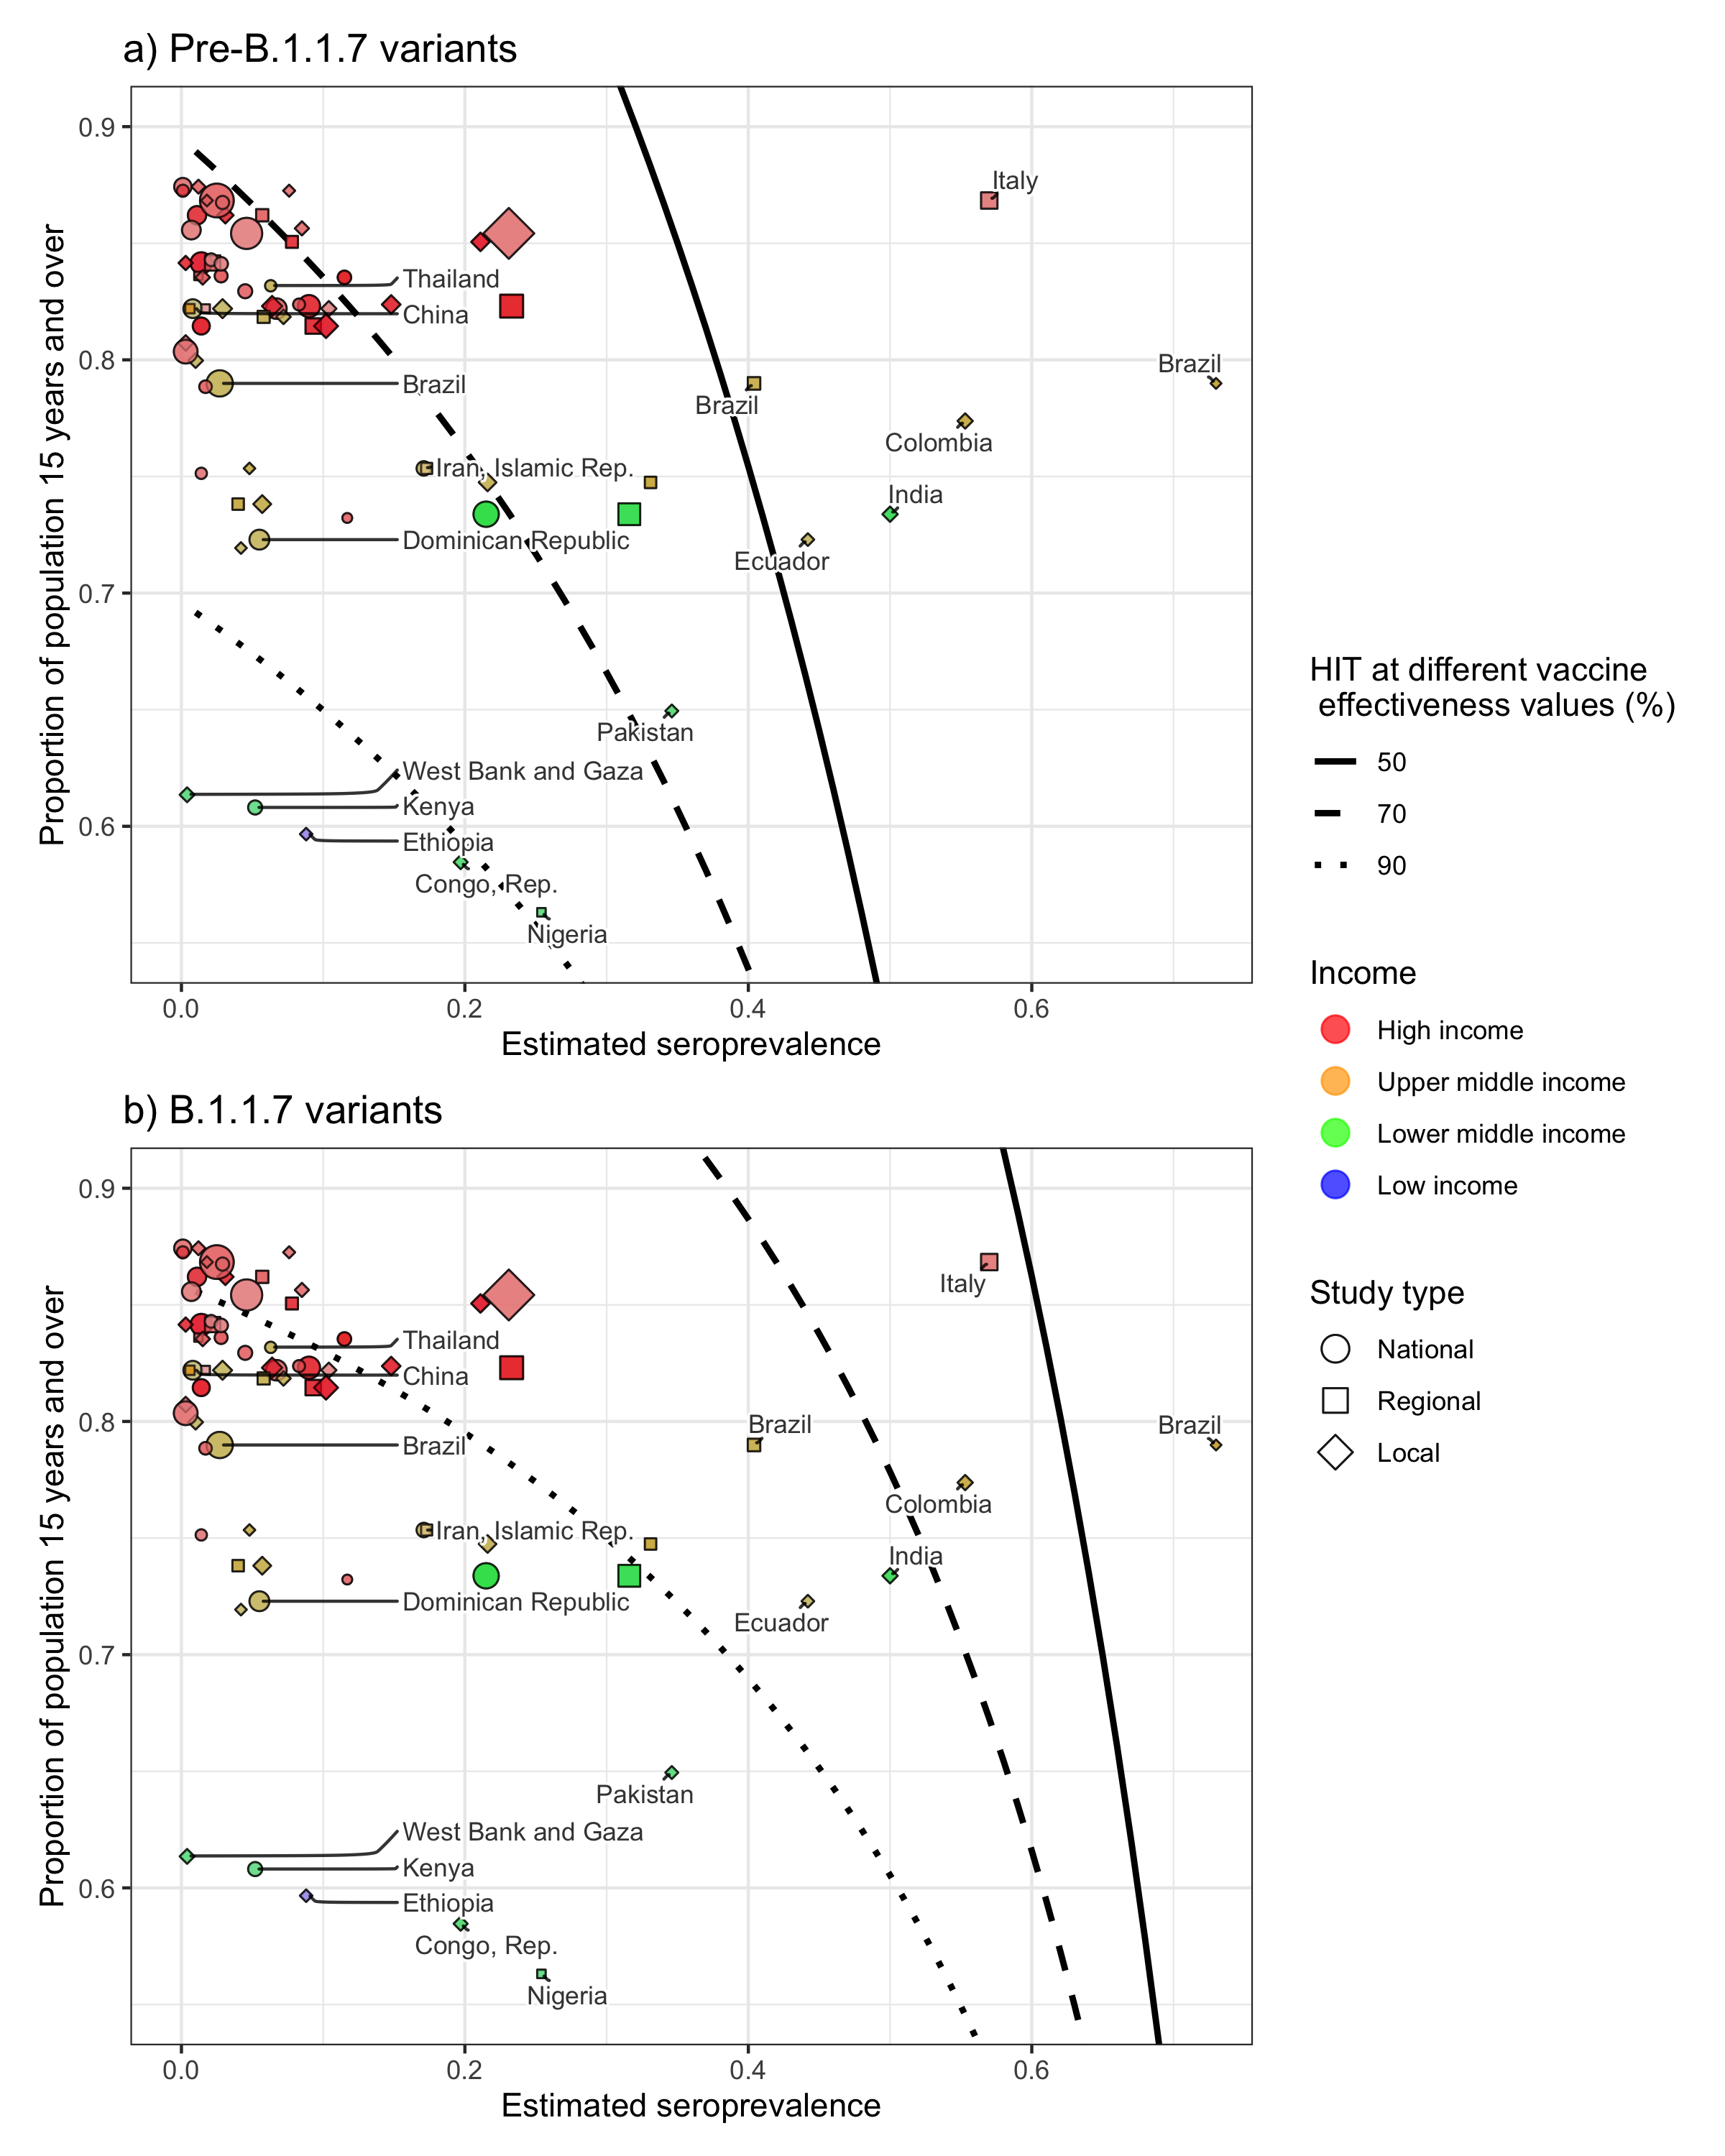 a) Pre-B.1.1.7 variants
Proportion of population 15 years and over
0.9
0.8
0.7
0.6
Italy
Thailand
China
Brazil
Brazil
Brazil
Colombia
Iran, Islamic Rep.
India
Dominican Republic
Ecuador
Pakistan
West Bank and Gaza
Kenya
Ethiopia
Congo, Rep.
Nigeria
0.0
0.2
0.4
0.6
Estimated seroprevalence
b) B.1.1.7 variants
Proportion of population 15 years and over
0.9
0.8
0.7
0.6
Italy
Thailand
China
Brazil
Brazil
Brazil
Colombia
Iran, Islamic Rep.
India
Dominican Republic
Ecuador
Pakistan
West Bank and Gaza
Kenya
Ethiopia
Congo, Rep.
Nigeria
0.0
0.2
0.4
0.6
Estimated seroprevalence
HIT at different vaccine
effectiveness values (%)
50
70
90
Income
High income
Upper middle income
Lower middle income
Low income
Study type
National
Regional
Local